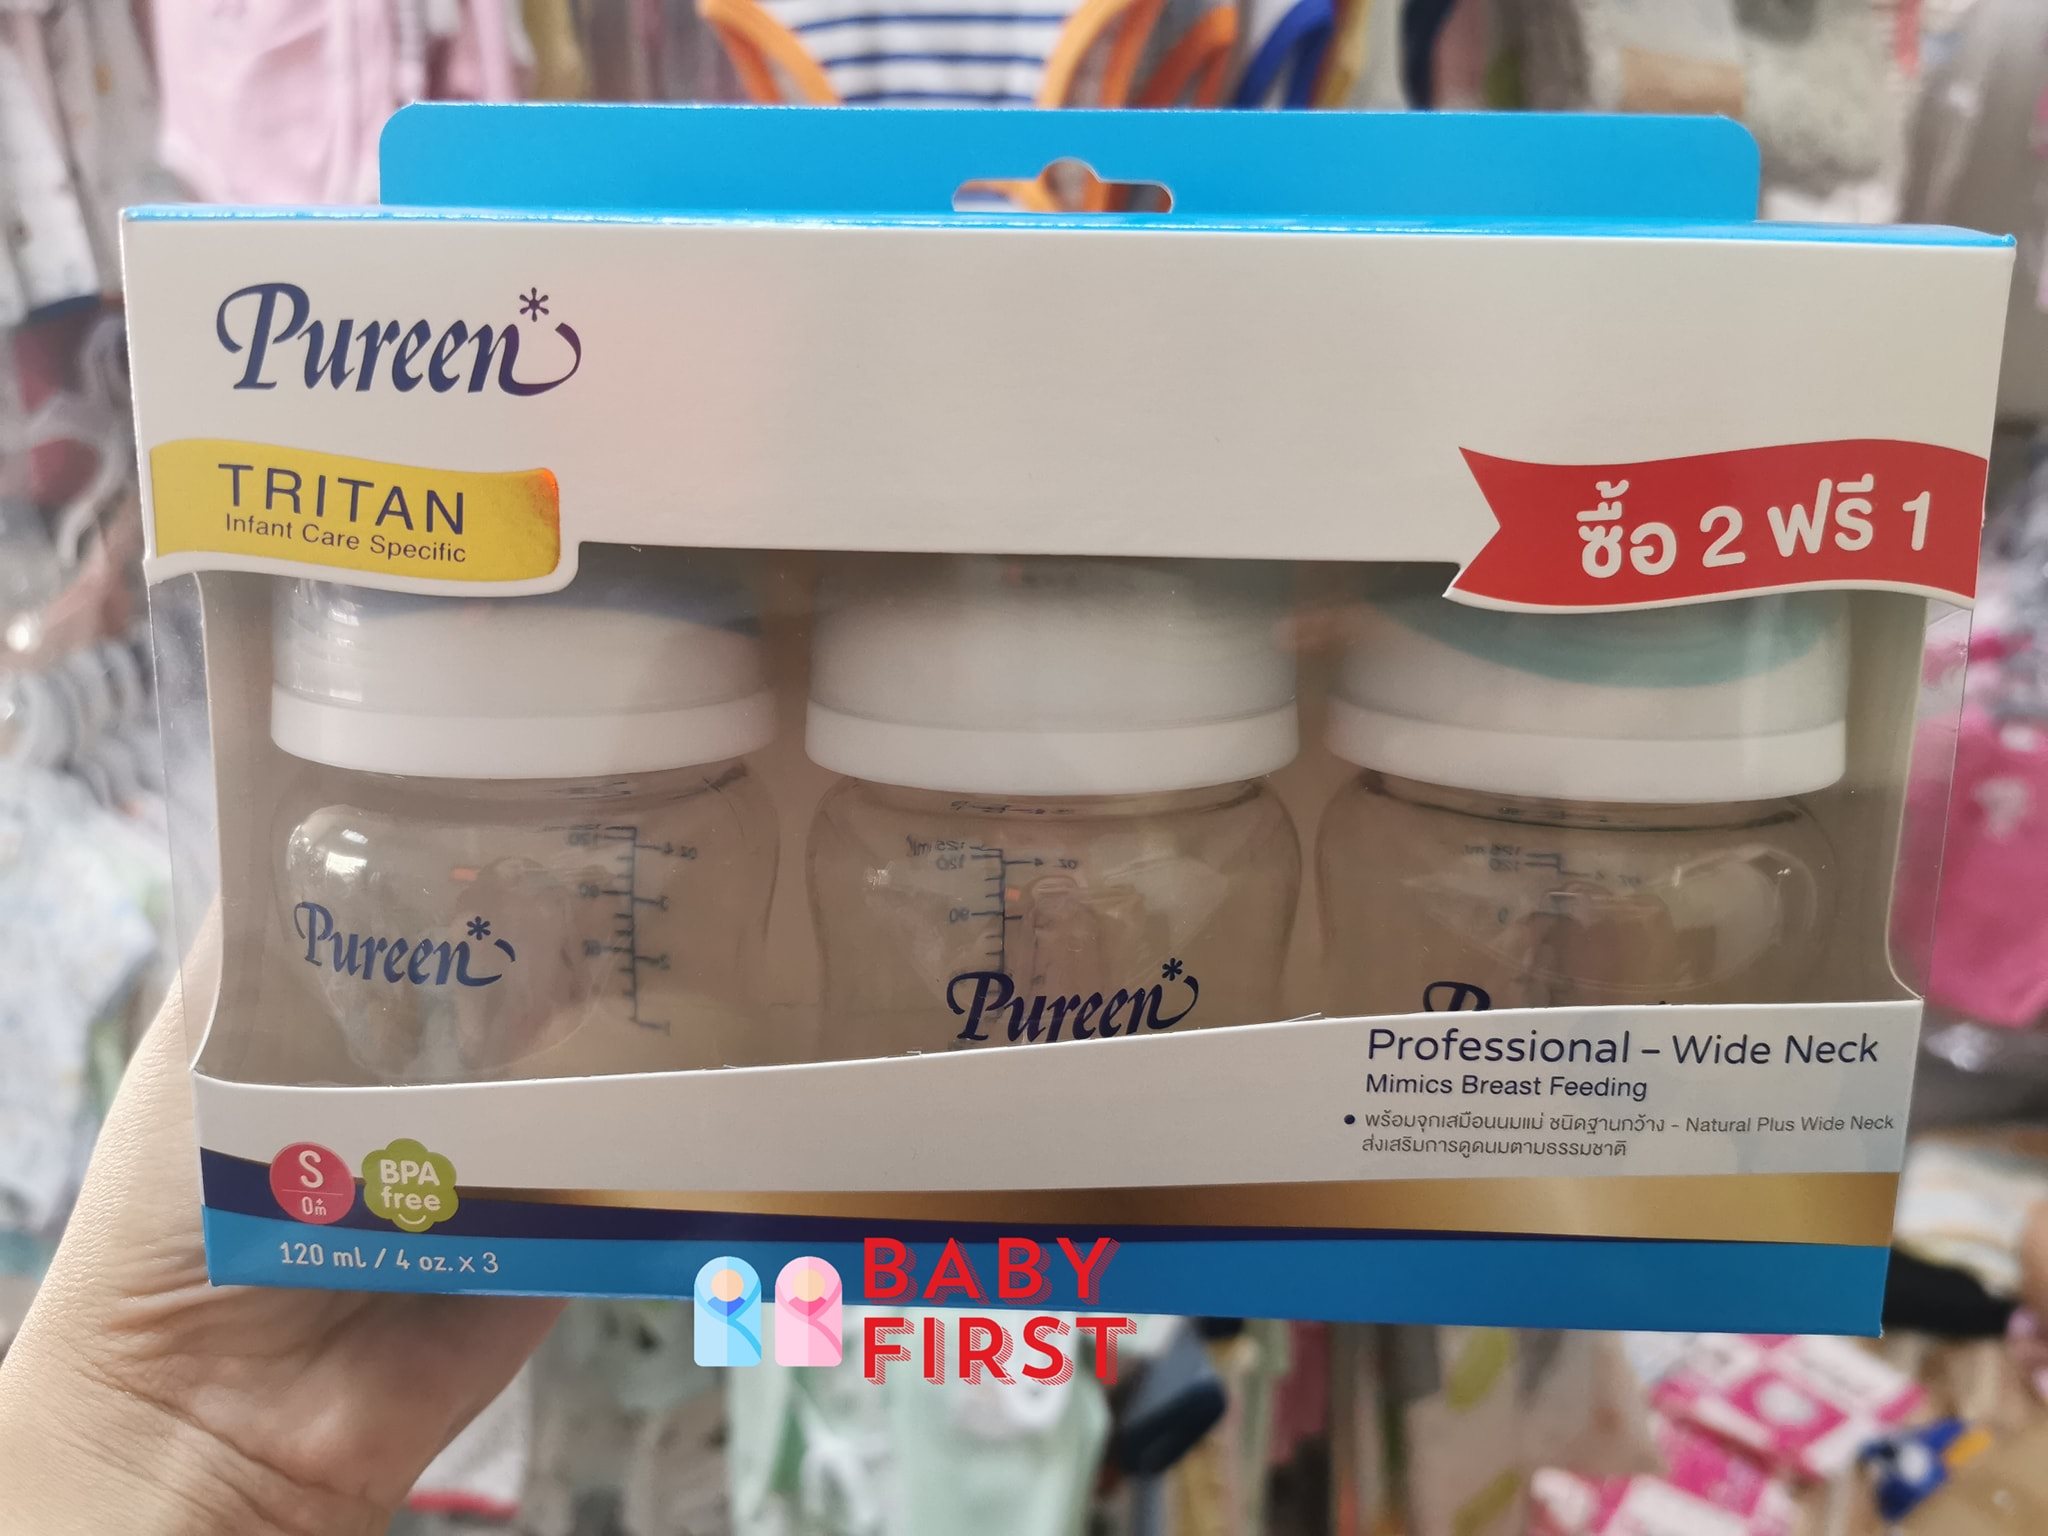 Pureen*
TRITAN
Infant Care Specific
ซื้อ 2 ฟรี 1
Pureen*
Pureen*
Professional – Wide Neck
Mimics Breast Feeding
• พร้อมจุกเสมือนนมแม่ ชนิดฐานกว้าง - Natural Plus Wide Neck
ส่งเสริมการดูดนมตามธรรมชาติ
S
0+m
BPA
free
120 ml / 4 oz. x 3
BABY
FIRST